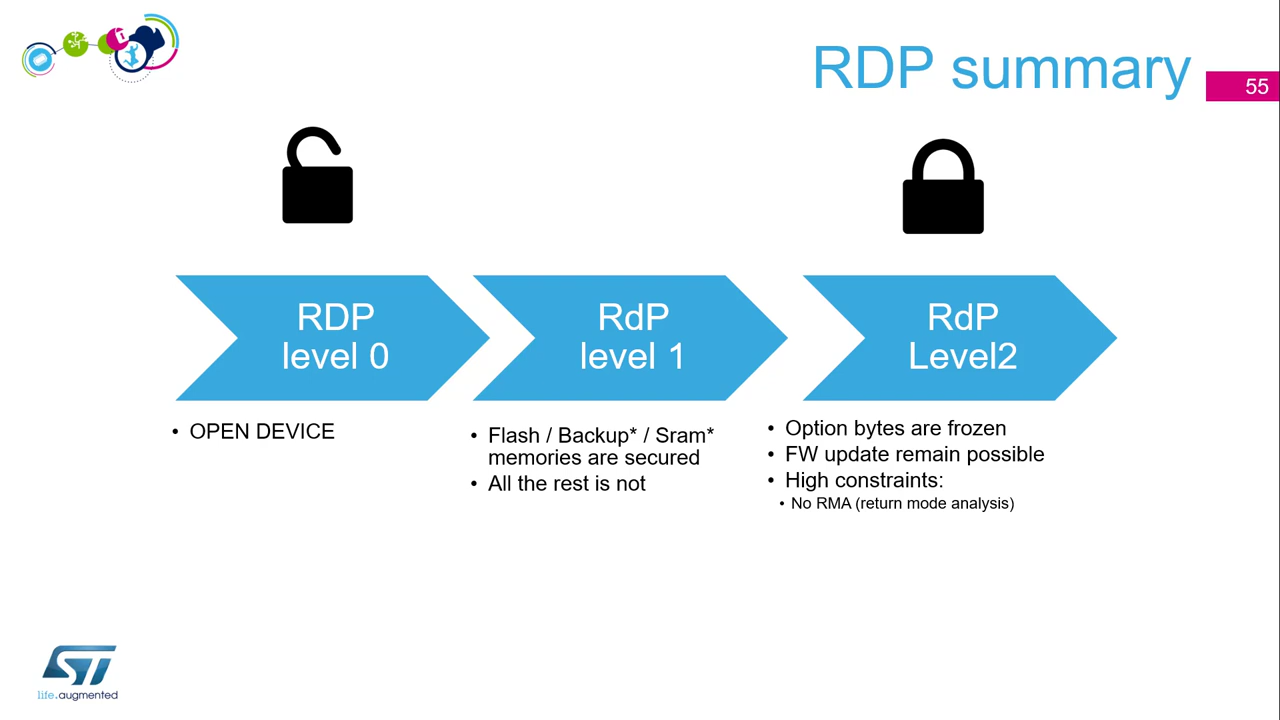 RDP summary
55
RDP
level 0
RdP
level 1
RdP
Level2
• OPEN DEVICE
• Flash / Backup* / Sram*
memories are secured
• All the rest is not
• Option bytes are frozen
• FW update remain possible
• High constraints:
• No RMA (return mode analysis)
ST
life.augmented